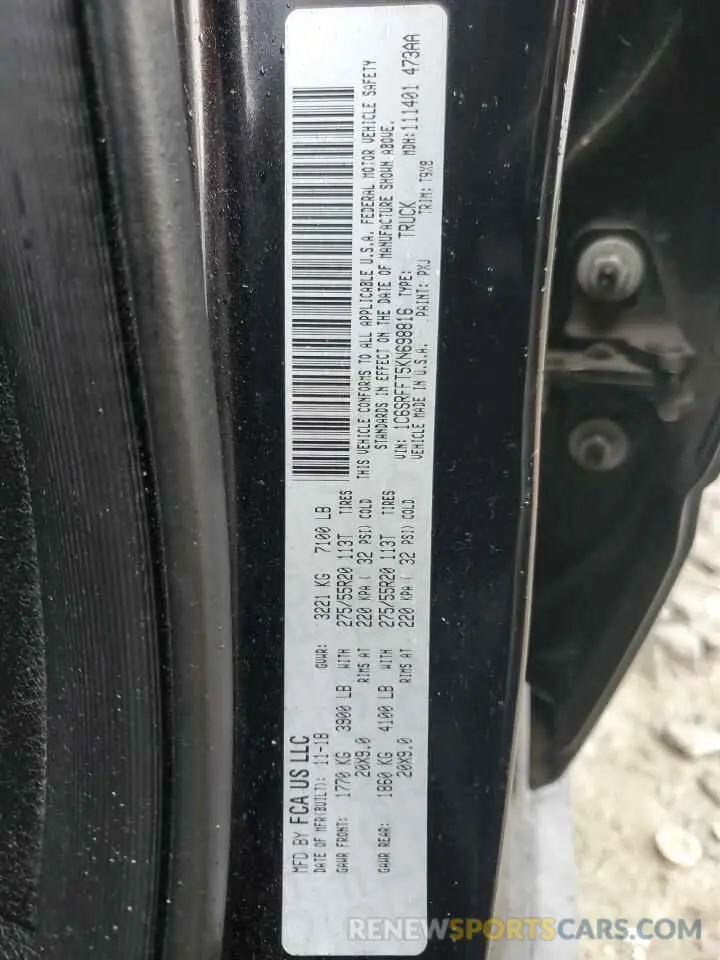 MFD BY FCA US LLC
DATE OF MFR(BUILT): 11-18 GVWR: 3221 KG 7100 LB
GAWR FRONT: 1770 KG 3900 LB WITH 275/55R20 113T TIRES
20X9.0 RIMS AT 220 KPA ( 32 PSI) COLD
GAWR REAR: 1860 KG 4100 LB WITH 275/55R20 113T TIRES
20X9.0 RIMS AT 220 KPA ( 32 PSI) COLD
THIS VEHICLE CONFORMS TO ALL APPLICABLE U.S.A. FEDERAL MOTOR VEHICLE SAFETY
STANDARDS IN EFFECT ON THE DATE OF MANUFACTURE SHOWN ABOVE.
VIN: 1C6SRFFT5KN698816 TYPE: TRUCK MDH:111401 473AA
VEHICLE MADE IN U.S.A. PAINT: PXJ TRIM: T9X8
RENEWSPORTSCARS.COM